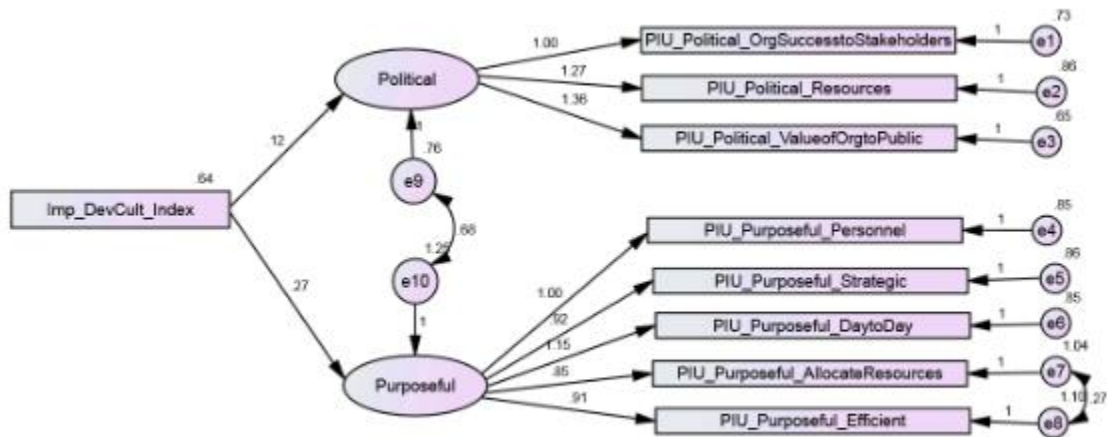 .73
1
1.00
PIU_Political_OrgSuccesstoStakeholders
e1
.86
Political
1.27
PIU_Political_Resources
1
e2
1.36
.65
.12
1
PIU_Political_ValueofOrgtoPublic
1
e3
.76
.64
e9
Imp_DevCult_Index
.68
.85
1.25
PIU_Purposeful_Personnel
1
e4
.27
e10
.86
1.00
PIU_Purposeful_Strategic
1
e5
1
.92
.85
1.15
PIU_Purposeful_DaytoDay
1
e6
1.04
Purposeful
.85
PIU_Purposeful_AllocateResources
1
e7
.91
1.10
.27
PIU_Purposeful_Efficient
1
e8